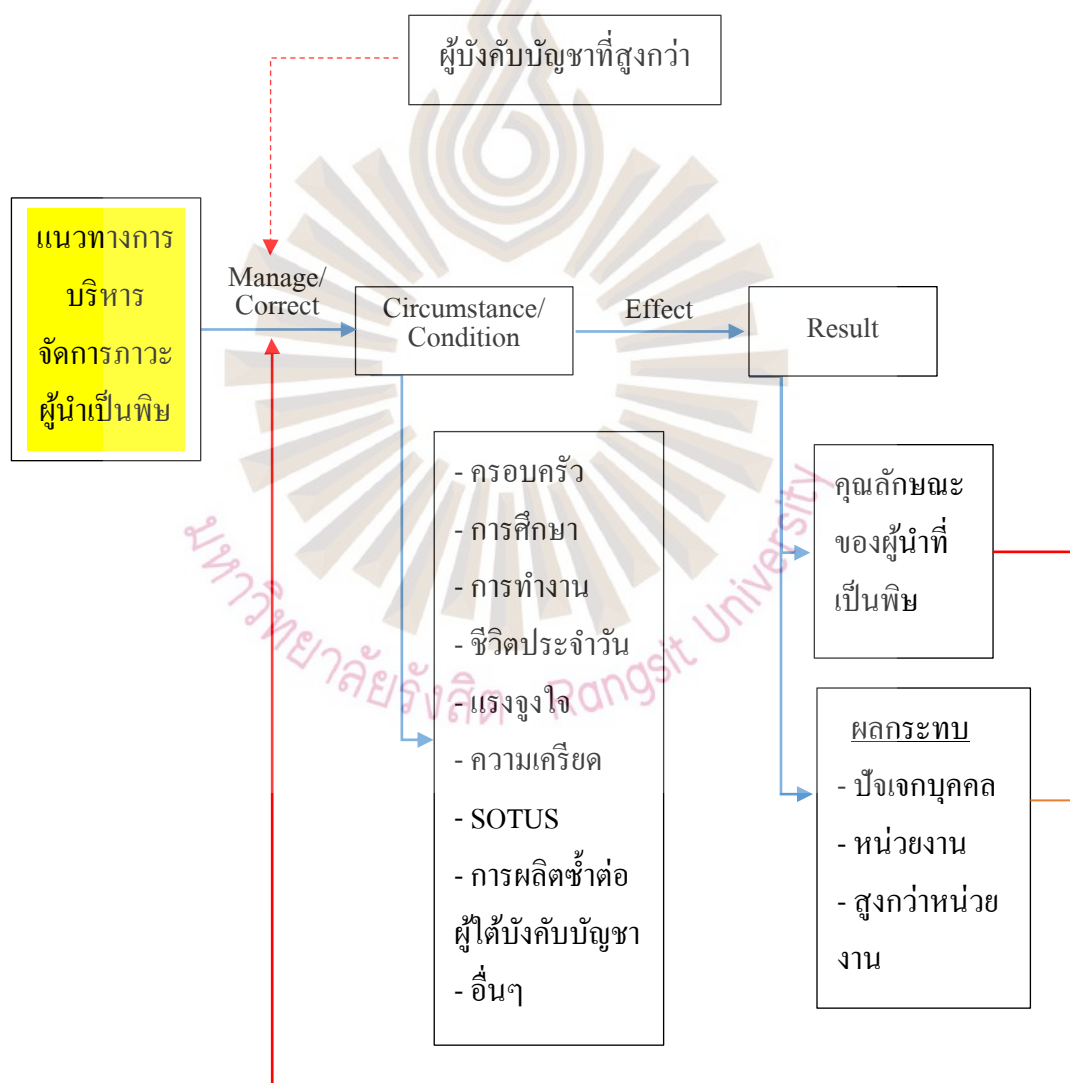 ผู้บังคับบัญชาที่สูงกว่า
แนวทางการ
บริหาร
จัดการภาวะ
ผู้นำเป็นพิษ
Manage/
Correct
Circumstance/
Condition
Effect
Result
- ครอบครัว
- การศึกษา
- การทำงาน
- ชีวิตประจำวัน
- แรงจูงใจ
- ความเครียด
- SOTUS
- การผลิตซ้ำต่อ
ผู้ใต้บังคับบัญชา
- อื่นๆ
คุณลักษณะ
ของผู้นำที่
เป็นพิษ
ผลกระทบ
- ปัจเจกบุคคล
- หน่วยงาน
- สูงกว่าหน่วย
งาน
มหาวิทยาลัยรังสิต Rangsit University